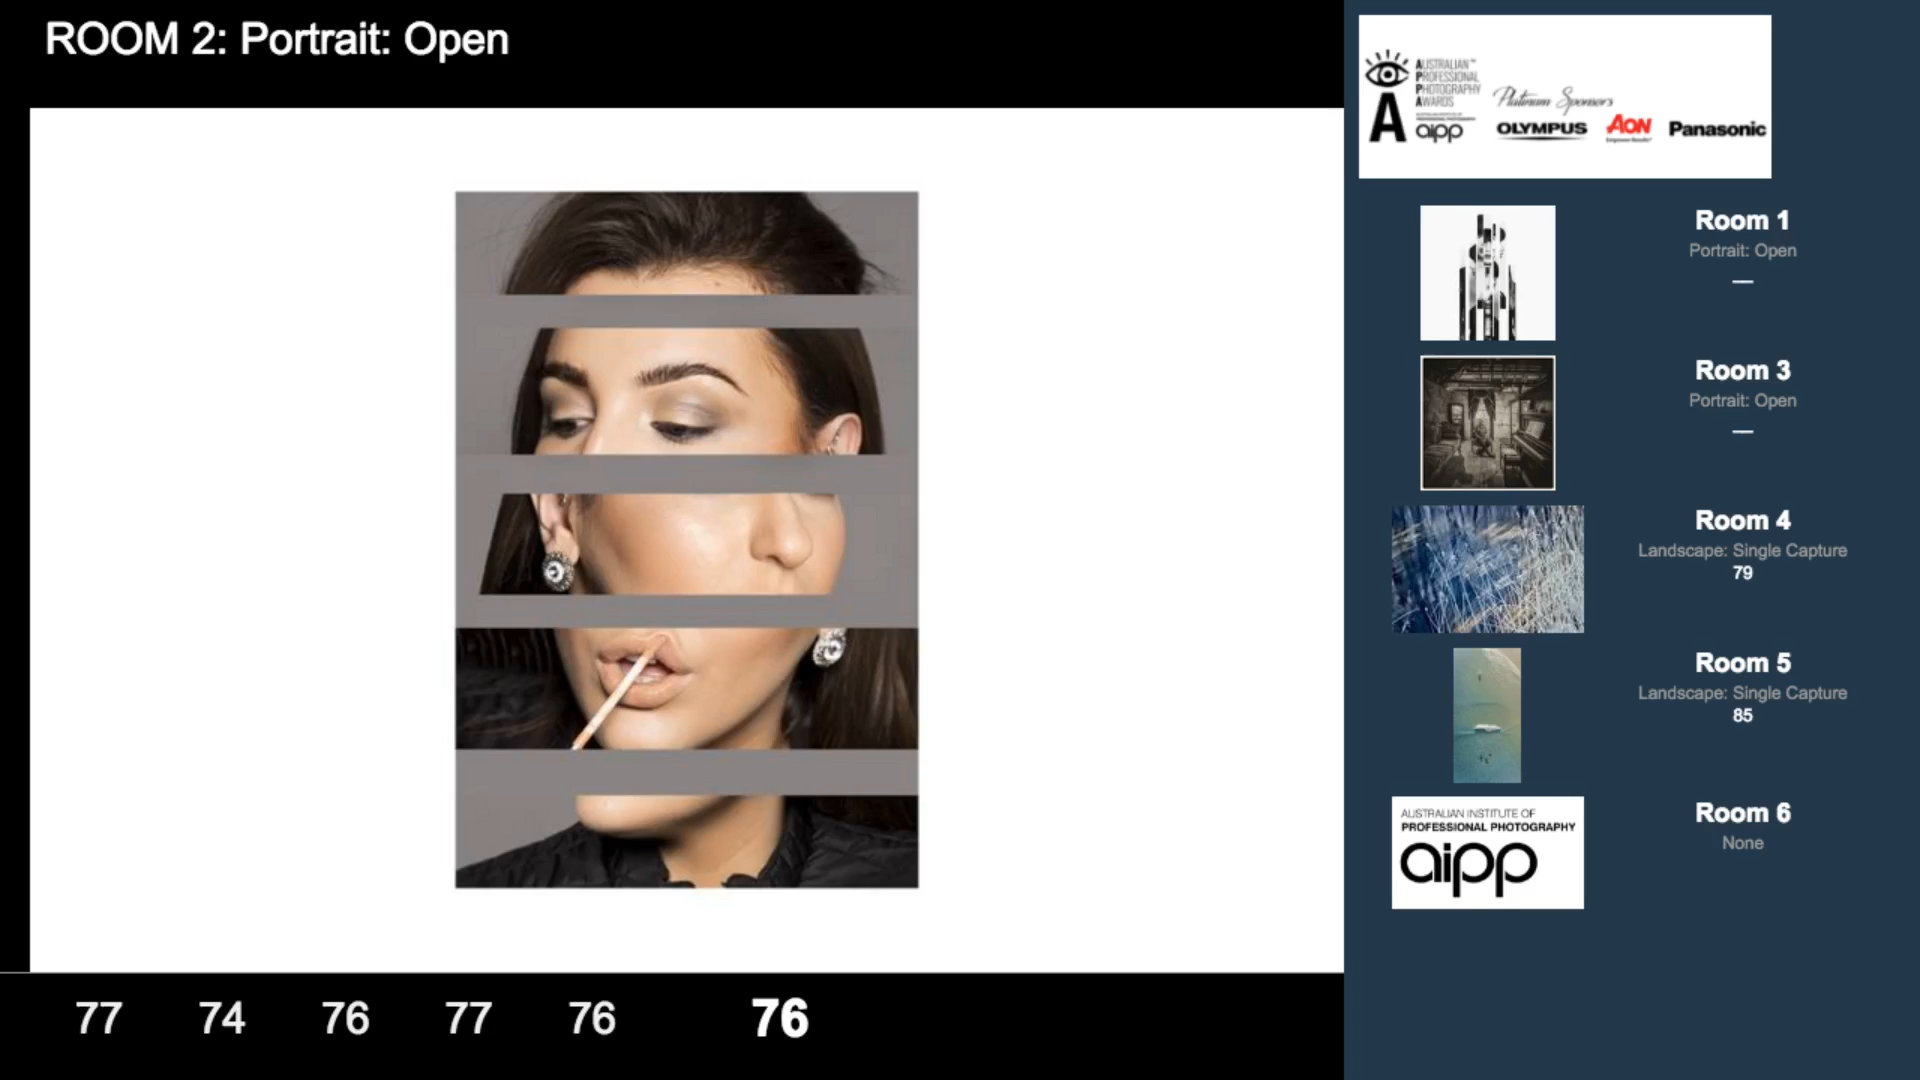 ROOM 2: Portrait: Open
AUSTRALIAN™
PROFESSIONAL
PHOTOGRAPHY
AWARDS
A
aipp
Platinum Sponsors
OLYMPUS
AON
Panasonic
Room 1
Portrait: Open
—
Room 3
Portrait: Open
—
Room 4
Landscape: Single Capture
79
Room 5
Landscape: Single Capture
85
AUSTRALIAN INSTITUTE OF
PROFESSIONAL PHOTOGRAPHY
aipp
Room 6
None
77 74 76 77 76 76